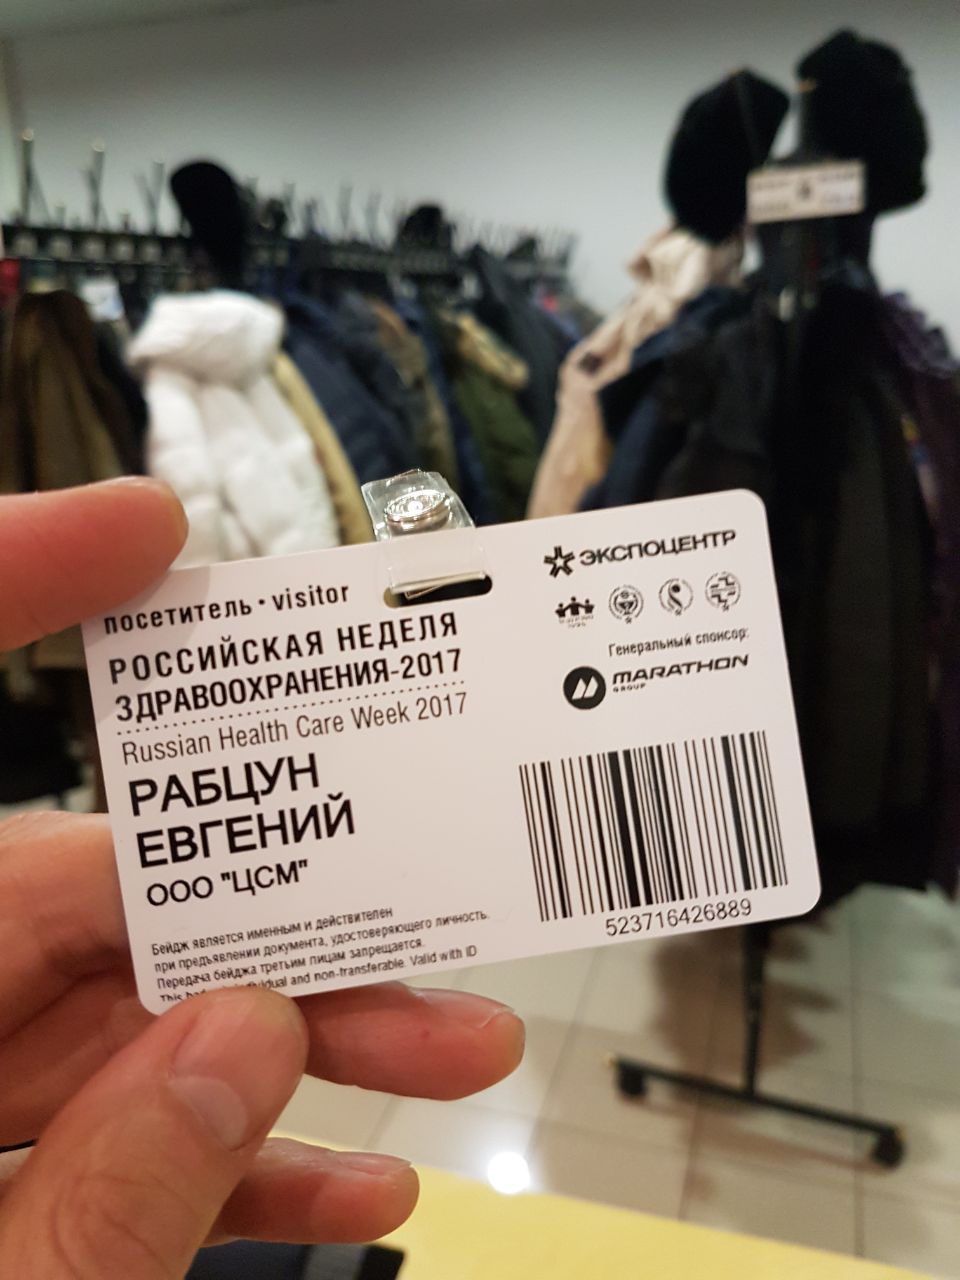 посетитель • visitor
РОССИЙСКАЯ НЕДЕЛЯ
ЗДРАВООХРАНЕНИЯ-2017
Russian Health Care Week 2017
РАБЦУН
ЕВГЕНИЙ
ООО "ЦСМ"
Бейдж является именным и действителен
при предъявлении документа, удостоверяющего личность.
Передача бейджа третьим лицам запрещается.
This individual and non-transferable. Valid with ID
ЭКСПОЦЕНТР
Генеральный спонсор:
MARATHON
GROUP
523716426889